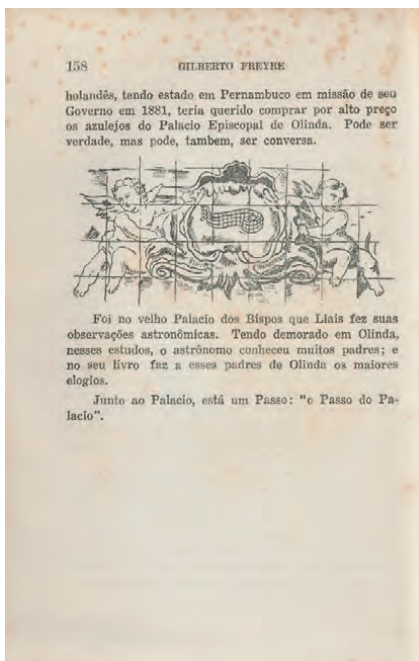 158 GILBERTO FREYRE
holandês, tendo estado em Pernambuco em missão de seu
Governo em 1881, teria querido comprar por alto preço
os azulejos do Palacio Episcopal de Olinda. Pode ser
verdade, mas pode, tambem, ser conversa.
Foi no velho Palacio dos Bispos que Liais fez suas
observações astronômicas. Tendo demorado em Olinda,
nesses estudos, o astrônomo conheceu muitos padres; e
no seu livro faz a esses padres de Olinda os maiores
elogios.
Junto ao Palacio, está um Passo: "o Passo do Pa-
lacio".